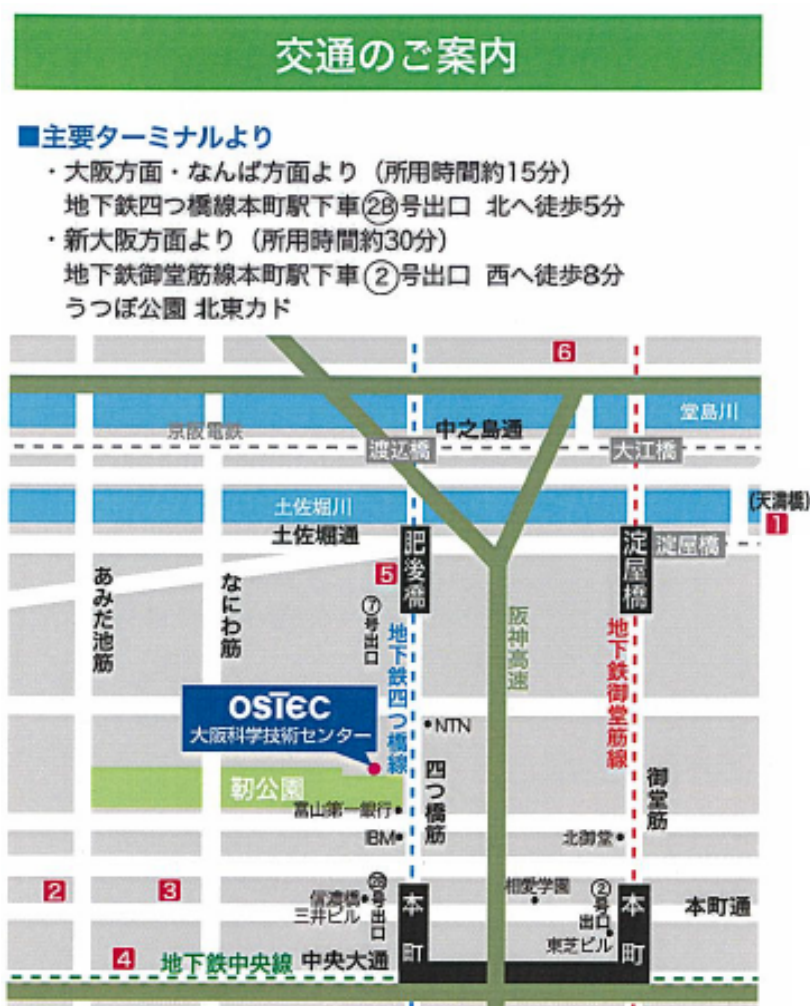 交通のご案内
■主要ターミナルより
・大阪方面・なんば方面より（所用時間約15分）
地下鉄四つ橋線本町駅下車㉘号出口 北へ徒歩5分
・新大阪方面より（所用時間約30分）
地下鉄御堂筋線本町駅下車②号出口 西へ徒歩8分
うつぼ公園 北東カド
6
堂島川
京阪電鉄
中之島通
渡辺橋
大江橋
土佐堀川
(天満橋)
1
土佐堀通
肥後橋
淀屋橋
淀屋橋
5
⑦号出口
あみだ池筋
なにわ筋
地下鉄四つ橋線
阪神高速
地下鉄御堂筋線
OSTEC
大阪科学技術センター
NTN
靭公園
四つ橋筋
御堂筋
富山第一銀行
IBM
北御堂
2
3
信濃橋
三井ビル
㉘号出口
本町
相愛学園
②号出口
東芝ビル
本町
本町通
4
地下鉄中央線
中央大通